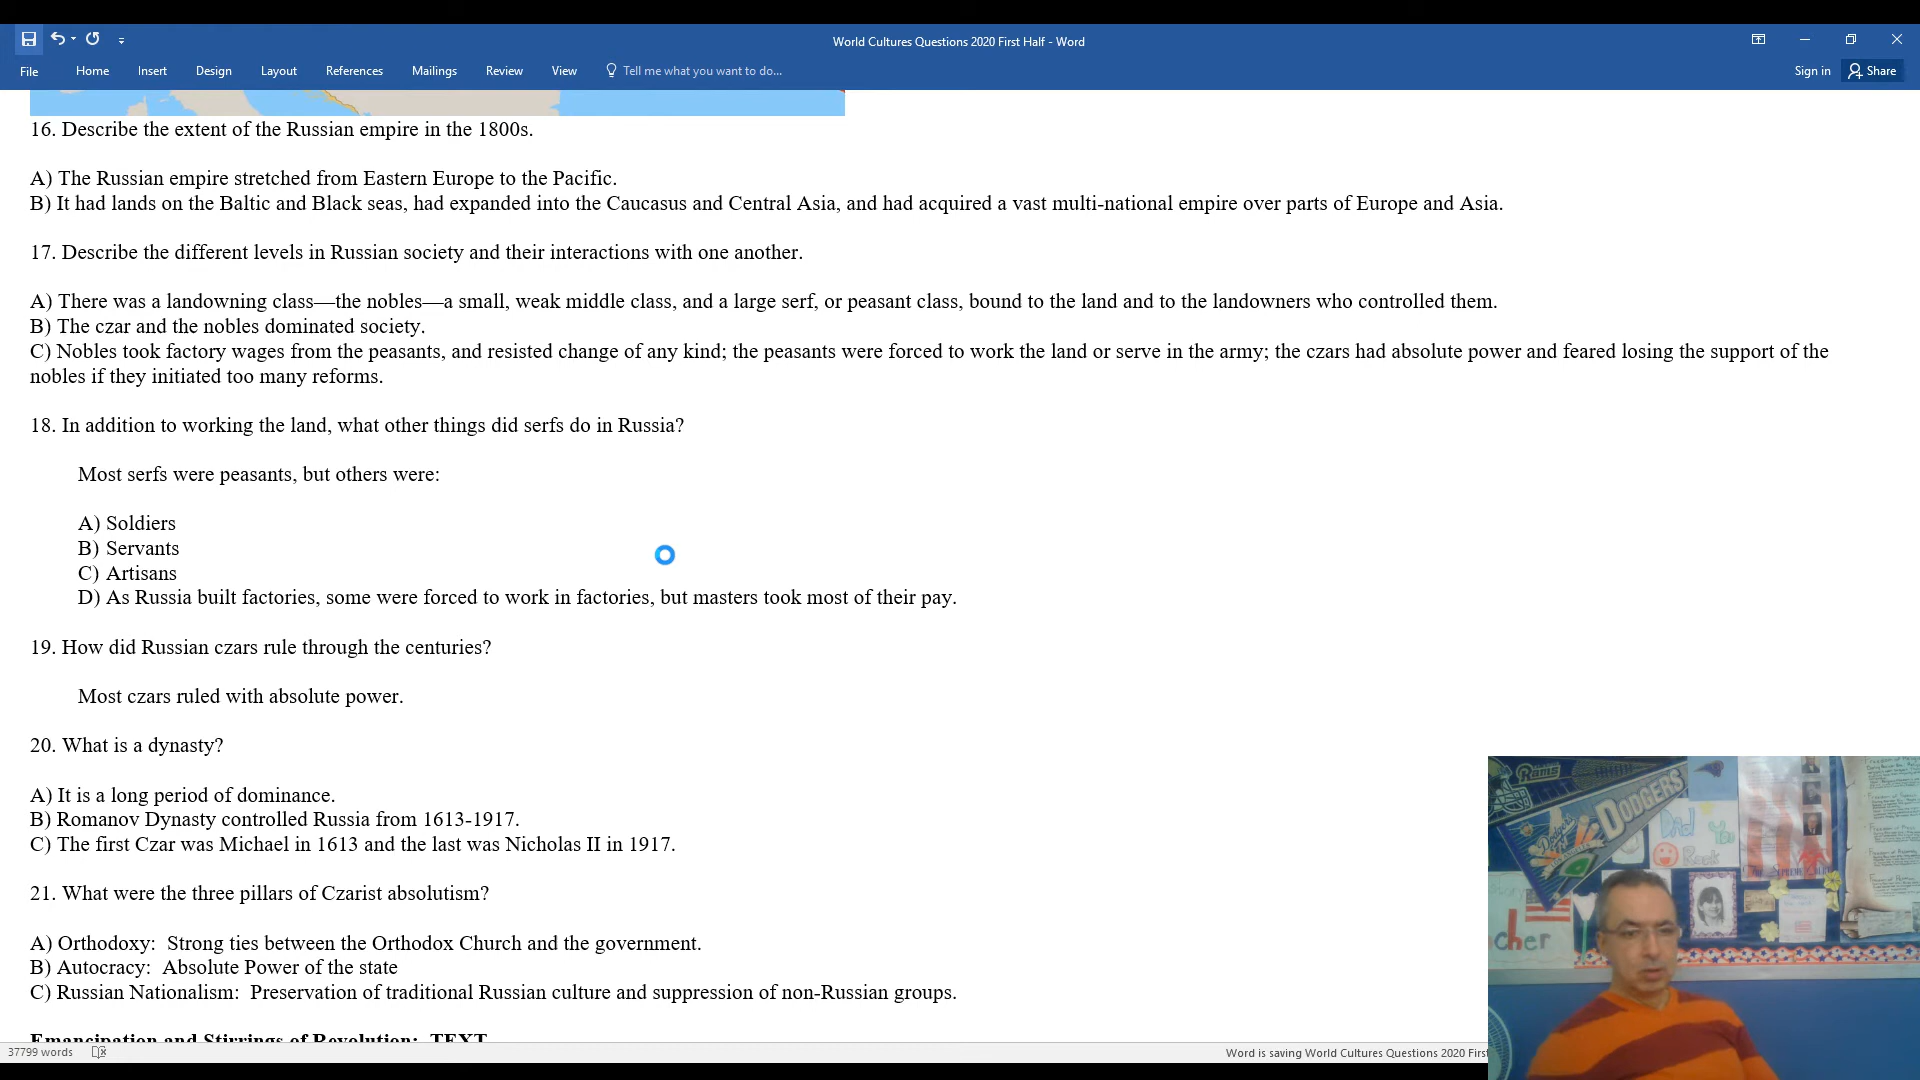 World Cultures Questions 2020 First Half - Word
File Home Insert Design Layout References Mailings Review View Tell me what you want to do... Sign in Share
16. Describe the extent of the Russian empire in the 1800s.
A) The Russian empire stretched from Eastern Europe to the Pacific.
B) It had lands on the Baltic and Black seas, had expanded into the Caucasus and Central Asia, and had acquired a vast multi-national empire over parts of Europe and Asia.
17. Describe the different levels in Russian society and their interactions with one another.
A) There was a landowning class—the nobles—a small, weak middle class, and a large serf, or peasant class, bound to the land and to the landowners who controlled them.
B) The czar and the nobles dominated society.
C) Nobles took factory wages from the peasants, and resisted change of any kind; the peasants were forced to work the land or serve in the army; the czars had absolute power and feared losing the support of the
nobles if they initiated too many reforms.
18. In addition to working the land, what other things did serfs do in Russia?
Most serfs were peasants, but others were:
A) Soldiers
B) Servants
C) Artisans
D) As Russia built factories, some were forced to work in factories, but masters took most of their pay.
19. How did Russian czars rule through the centuries?
Most czars ruled with absolute power.
20. What is a dynasty?
A) It is a long period of dominance.
B) Romanov Dynasty controlled Russia from 1613-1917.
C) The first Czar was Michael in 1613 and the last was Nicholas II in 1917.
21. What were the three pillars of Czarist absolutism?
A) Orthodoxy: Strong ties between the Orthodox Church and the government.
B) Autocracy: Absolute Power of the state
C) Russian Nationalism: Preservation of traditional Russian culture and suppression of non-Russian groups.
Emancipation and Stirrings of Revolution: TEXT
37799 words
Word is saving World Cultures Questions 2020 First
Rams
DODGERS
Dodgers
Dad
Rock
cher